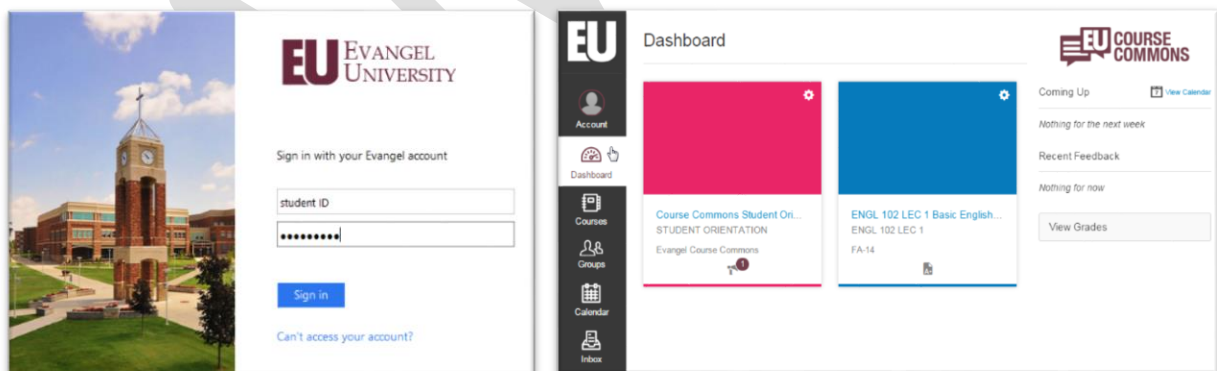 EU EVANGEL
UNIVERSITY
Sign in with your Evangel account
student ID
•••••••••
Sign in
Can't access your account?
EU
Account
Dashboard
Courses
Groups
Calendar
Inbox
Dashboard
Course Commons Student Ori...
STUDENT ORIENTATION
Evangel Course Commons
1
ENGL 102 LEC 1 Basic English...
ENGL 102 LEC 1
FA-14
EU COURSE
COMMONS
Coming Up View Calendar
Nothing for the next week
Recent Feedback
Nothing for now
View Grades